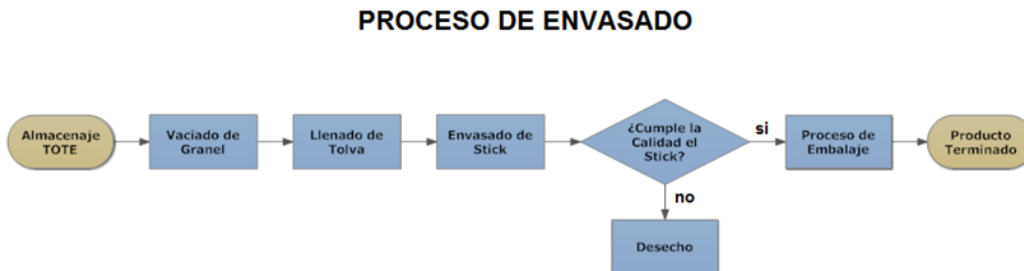 PROCESO DE ENVASADO
Almacenaje
TOTE
Vaciado de
Granel
Llenado de
Tolva
Envasado de
Stick
¿Cumple la
Calidad el
Stick?
si
Proceso de
Embalaje
Producto
Terminado
no
Desecho